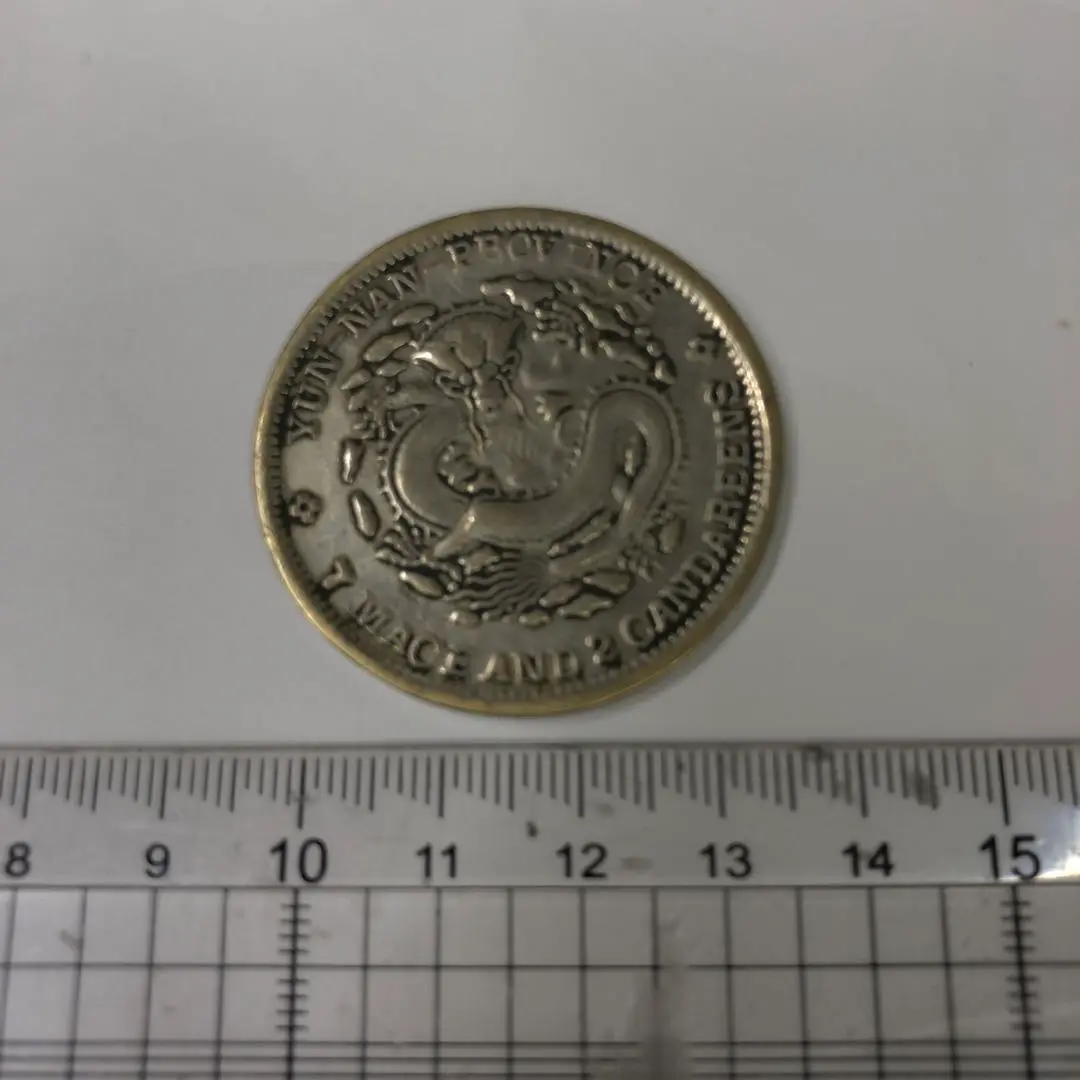 YUN NAN PROVINCE
7 MACE AND 2 CANDAREENS
8 9 10 11 12 13 14 15